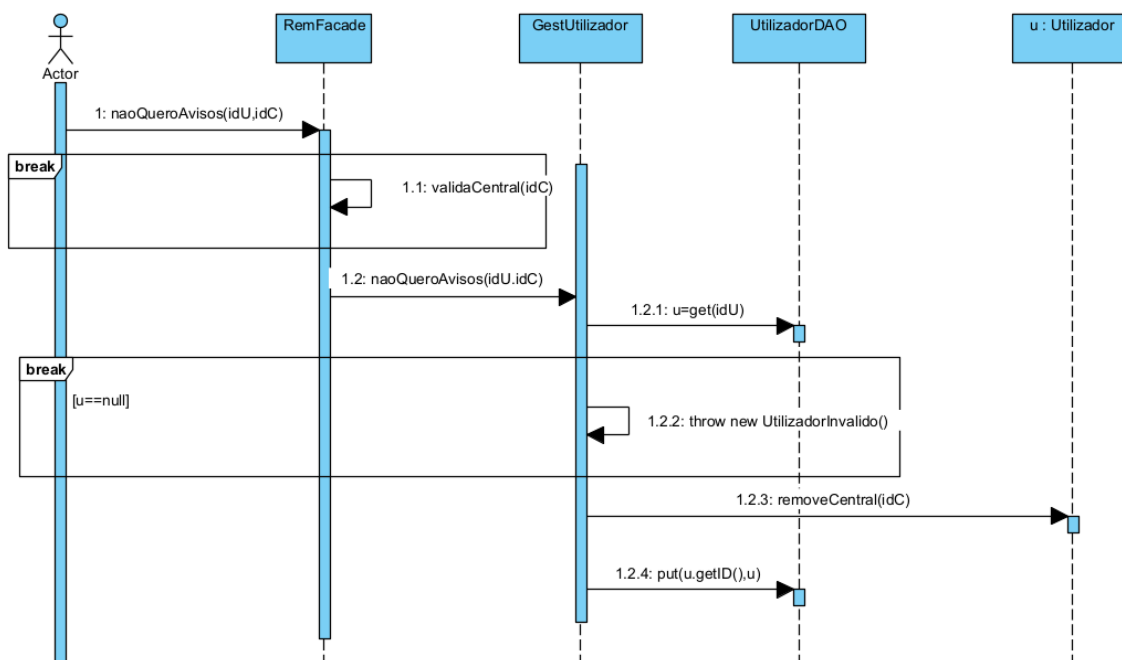 RemFacade
GestUtilizador
UtilizadorDAO
u : Utilizador
Actor
1: naoQueroAvisos(idU,idC)
break
1.1: validaCentral(idC)
1.2: naoQueroAvisos(idU.idC)
1.2.1: u=get(idU)
break
[u==null]
1.2.2: throw new UtilizadorInvalido()
1.2.3: removeCentral(idC)
1.2.4: put(u.getID(),u)